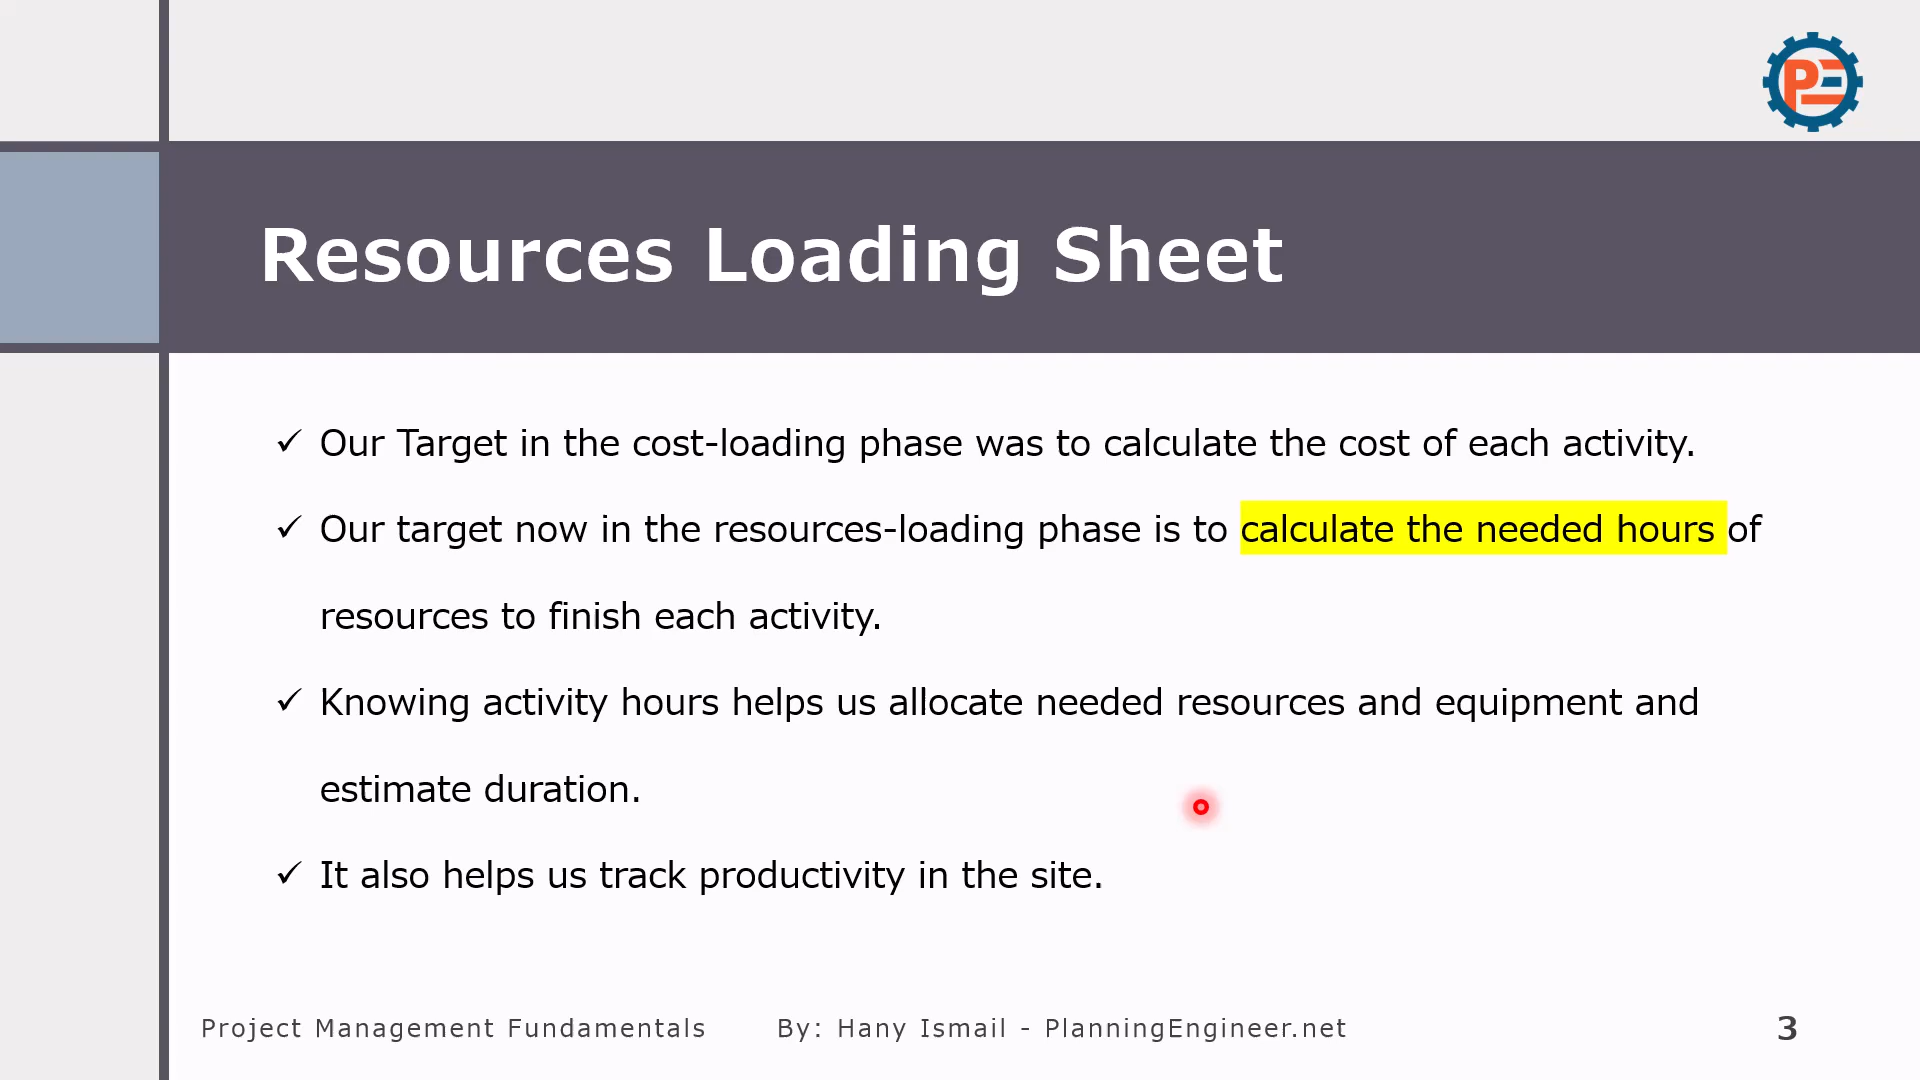 PE
Resources Loading Sheet
✓ Our Target in the cost-loading phase was to calculate the cost of each activity.
✓ Our target now in the resources-loading phase is to calculate the needed hours of
resources to finish each activity.
✓ Knowing activity hours helps us allocate needed resources and equipment and
estimate duration.
✓ It also helps us track productivity in the site.
Project Management Fundamentals By: Hany Ismail - PlanningEngineer.net 3